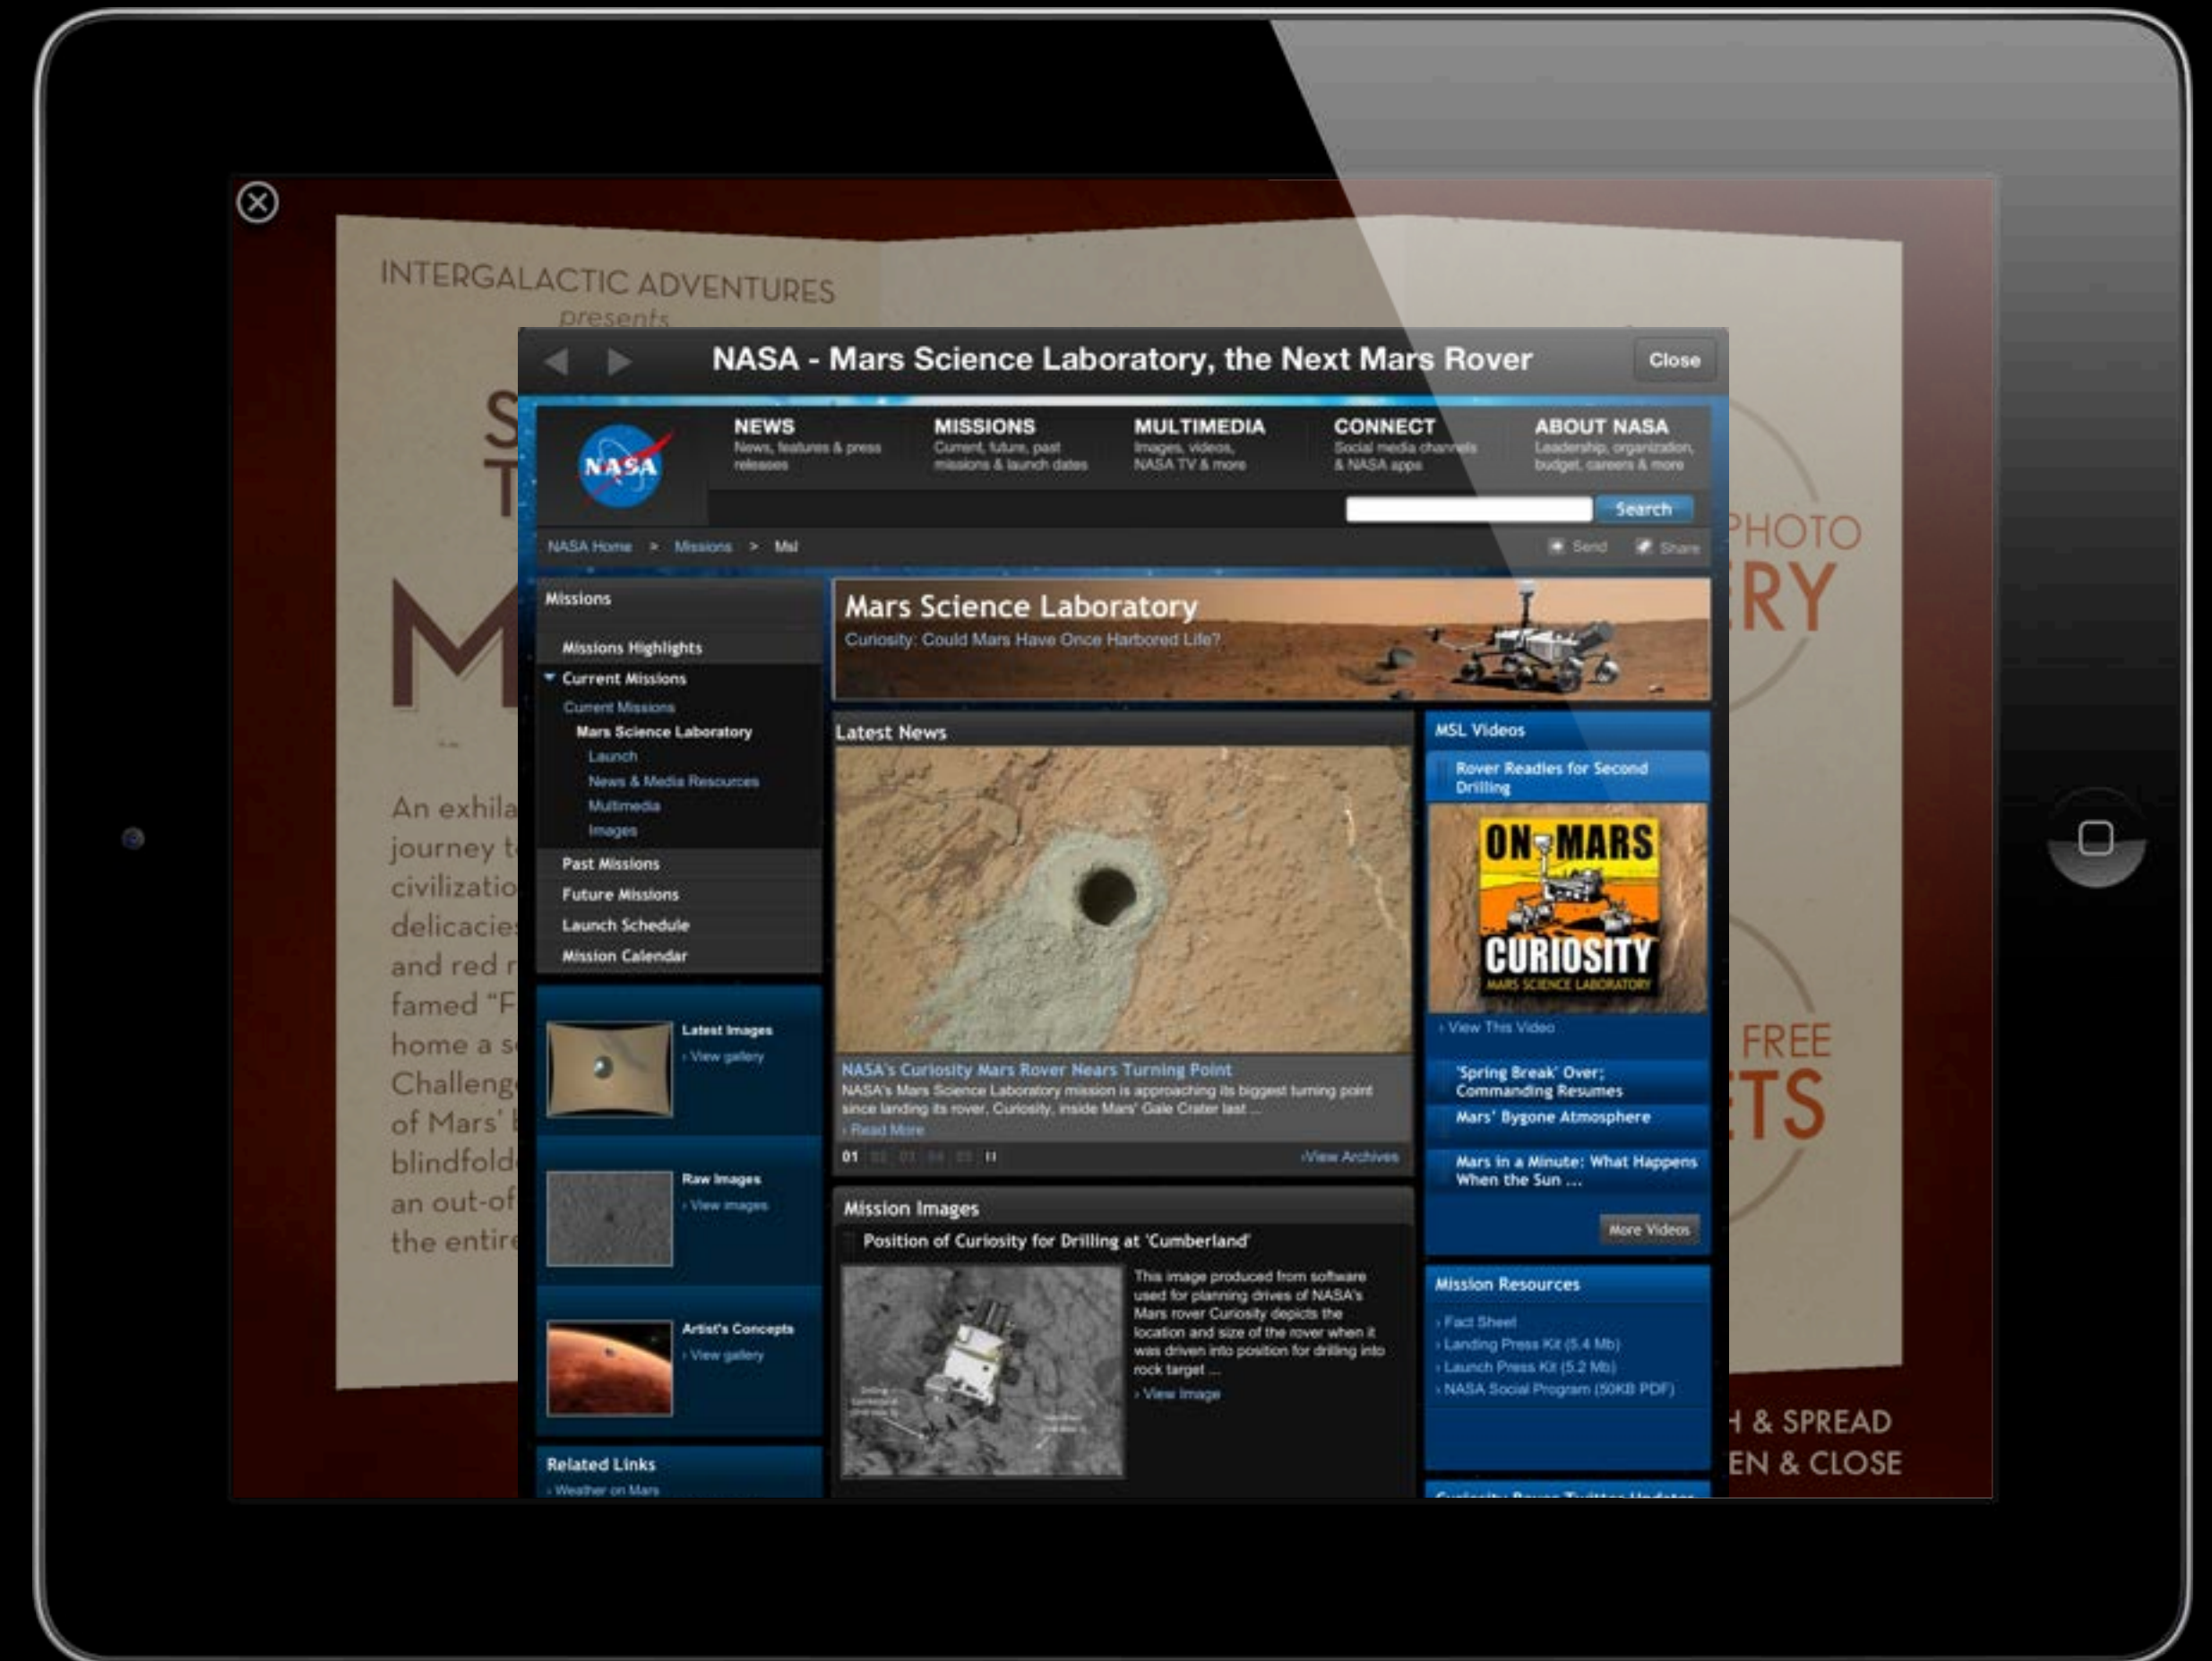 INTERGALACTIC ADVENTURES
presents
S
T
M
An exhila
journey t
civilizatio
delicacies
and red r
famed “F
home a s
Challenge
of Mars'
blindfold
an out-of
the entire
PHOTO
ERY
FREE
ETS
H & SPREAD
EN & CLOSE
NASA - Mars Science Laboratory, the Next Mars Rover
Close
NASA
NEWS
News, features & press
releases
MISSIONS
Current, future, past
missions & launch dates
MULTIMEDIA
Images, videos,
NASA TV & more
CONNECT
Social media channels
& NASA apps
ABOUT NASA
Leadership, organization,
budget, careers & more
Search
NASA Home > Missions > Msl
Send Share
Missions
Missions Highlights
Current Missions
Current Missions
Mars Science Laboratory
Launch
News & Media Resources
Multimedia
Images
Past Missions
Future Missions
Launch Schedule
Mission Calendar
Latest Images
› View gallery
Raw Images
› View images
Artist's Concepts
› View gallery
Related Links
› Weather on Mars
Mars Science Laboratory
Curiosity: Could Mars Have Once Harbored Life?
Latest News
NASA's Curiosity Mars Rover Nears Turning Point
NASA's Mars Science Laboratory mission is approaching its biggest turning point
since landing its rover, Curiosity, inside Mars' Gale Crater last ...
› Read More
01 02 03 04 05 II
›View Archives
Mission Images
Position of Curiosity for Drilling at 'Cumberland'
This image produced from software
used for planning drives of NASA's
Mars rover Curiosity depicts the
location and size of the rover when it
was driven into position for drilling into
rock target ...
› View Image
MSL Videos
Rover Readies for Second
Drilling
ON MARS
CURIOSITY
MARS SCIENCE LABORATORY
› View This Video
'Spring Break' Over;
Commanding Resumes
Mars' Bygone Atmosphere
Mars in a Minute: What Happens
When the Sun ...
More Videos
Mission Resources
› Fact Sheet
› Landing Press Kit (5.4 Mb)
› Launch Press Kit (5.2 Mb)
› NASA Social Program (50KB PDF)
Curiosity Rover Twitter Updates